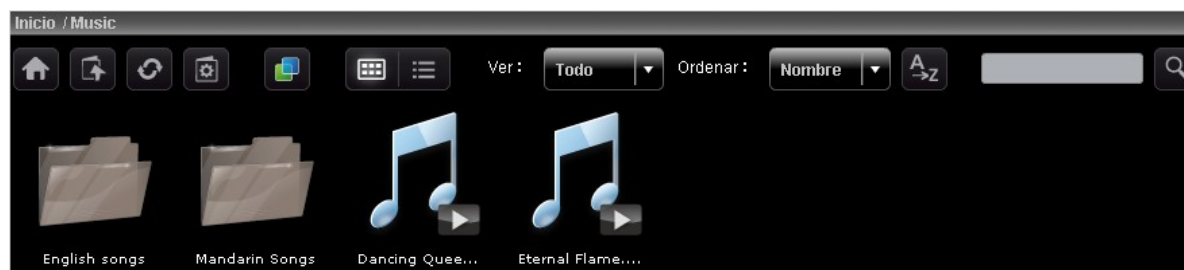 Inicio / Music
Ver: Todo Ordenar: Nombre A→Z
English songs Mandarin Songs Dancing Quee... Eternal Flame....